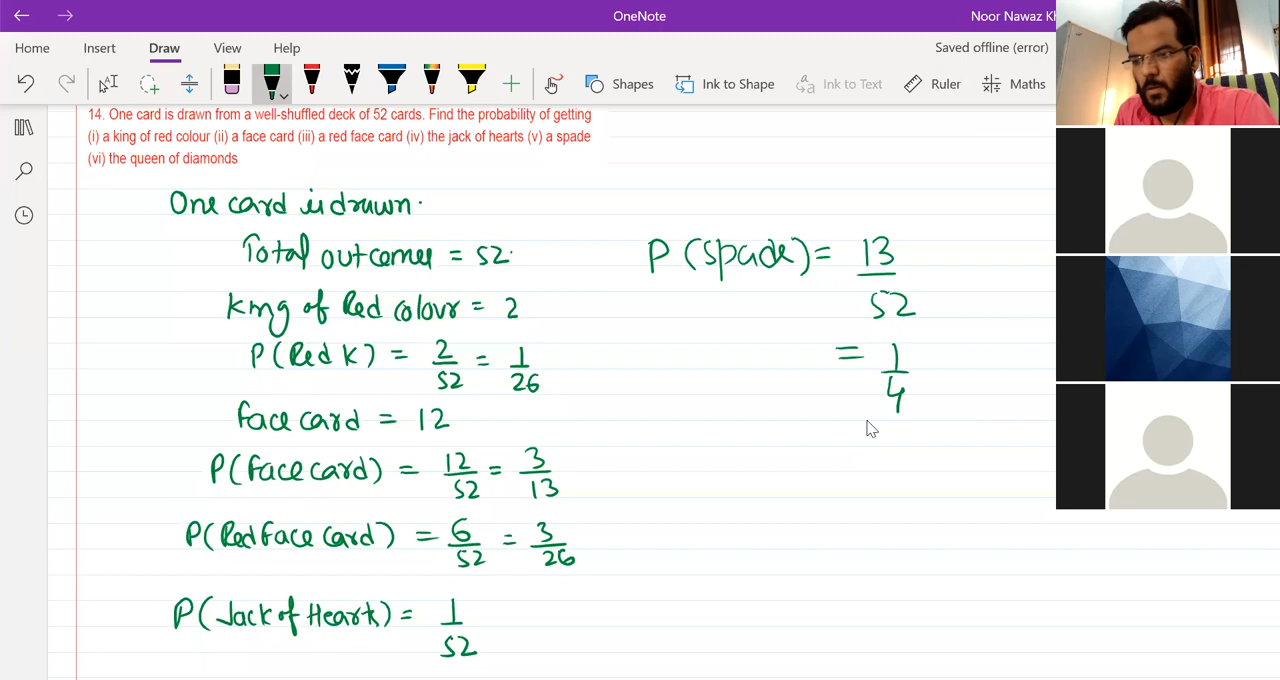 OneNote
Noor Nawaz Kh
Home Insert Draw View Help
Saved offline (error)
Shapes Ink to Shape Ink to Text Ruler Maths
14. One card is drawn from a well-shuffled deck of 52 cards. Find the probability of getting
(i) a king of red colour (ii) a face card (iii) a red face card (iv) the jack of hearts (v) a spade
(vi) the queen of diamonds
One card is drawn.
Total outcomes = 52.
King of Red colour = 2
P(Red K) = 2/52 = 1/26
face card = 12
P(face card) = 12/52 = 3/13
P(Red face card) = 6/52 = 3/26
P(Jack of Hearts) = 1/52
P(Spade) = 13/52
= 1/4